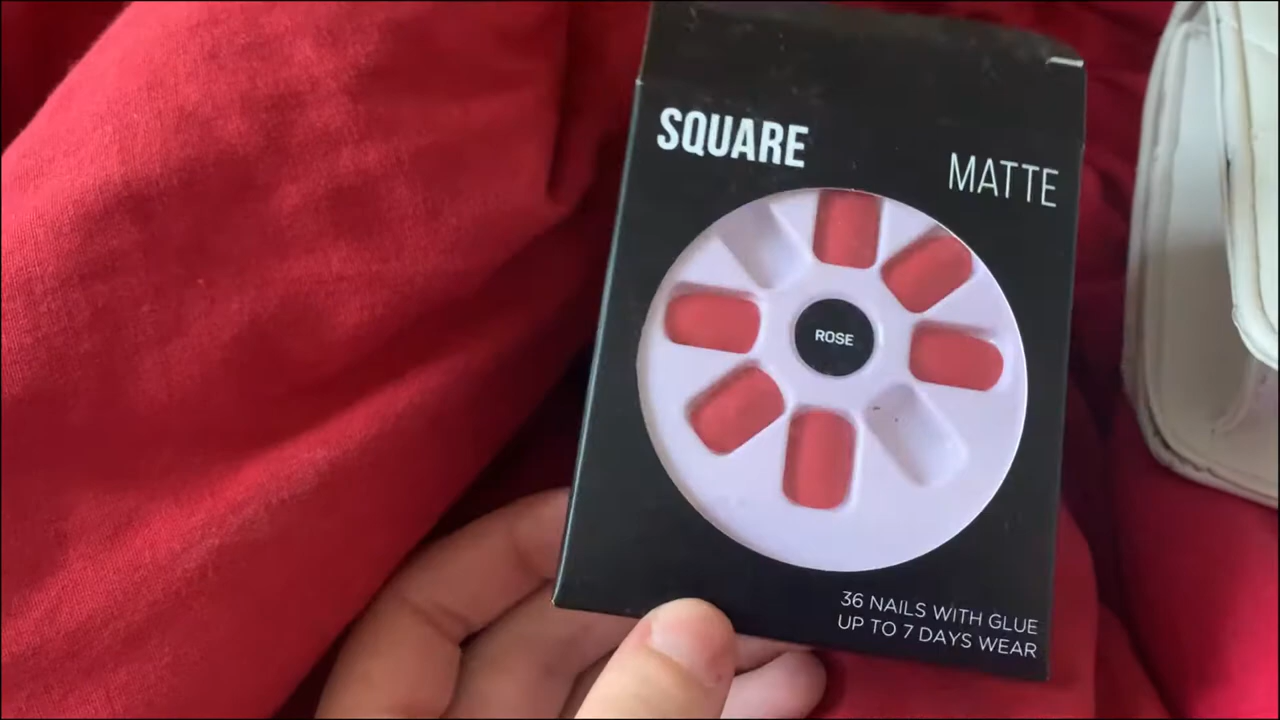 SQUARE
MATTE
ROSE
36 NAILS WITH GLUE
UP TO 7 DAYS WEAR